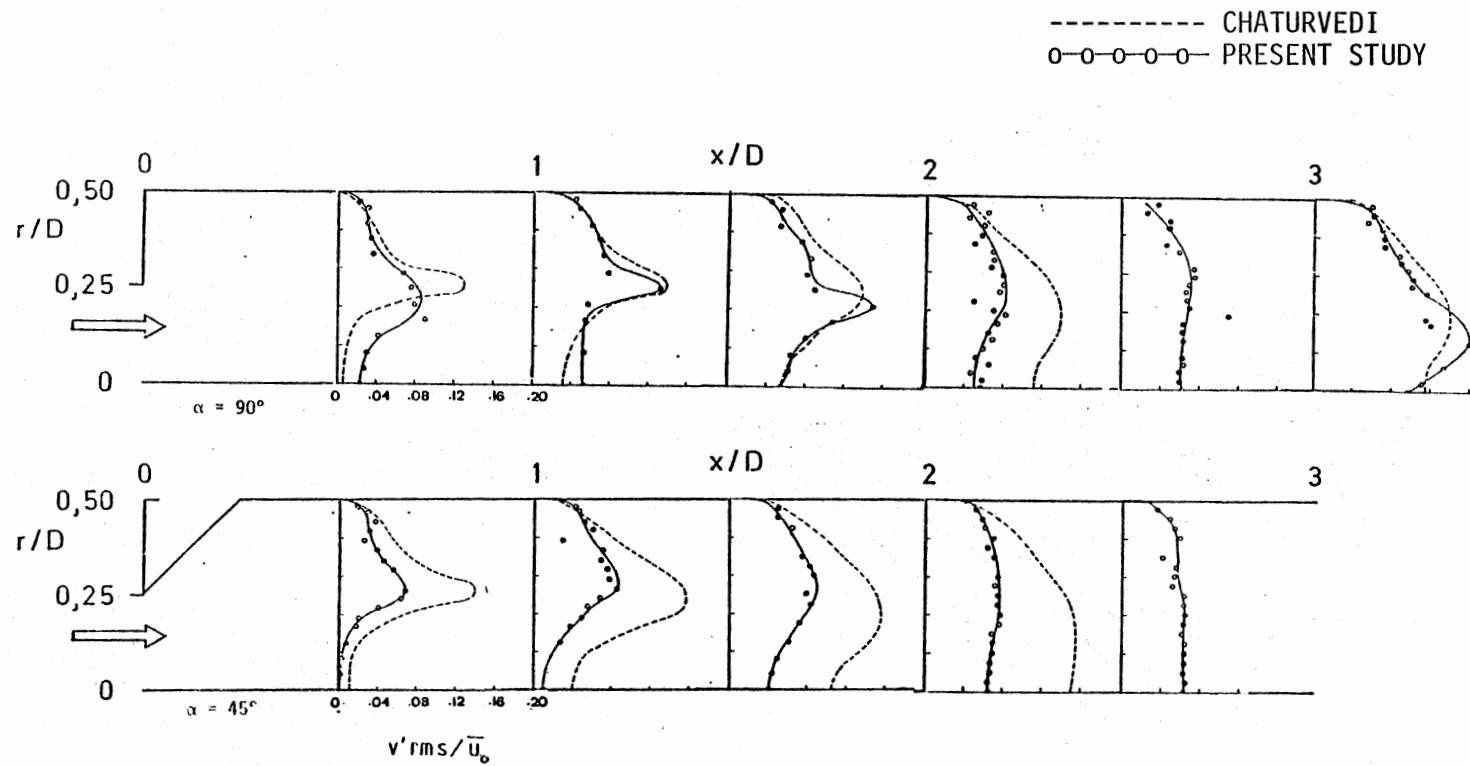 CHATURVEDI
o-o-o-o-o- PRESENT STUDY
0 1 x/D 2 3
0,50
r/D
0,25
0
α = 90°
0 .04 .08 .12 .16 .20
0 1 x/D 2 3
0,50
r/D
0,25
0
α = 45°
0 .04 .08 .12 .16 .20
v'rms/u̅₀